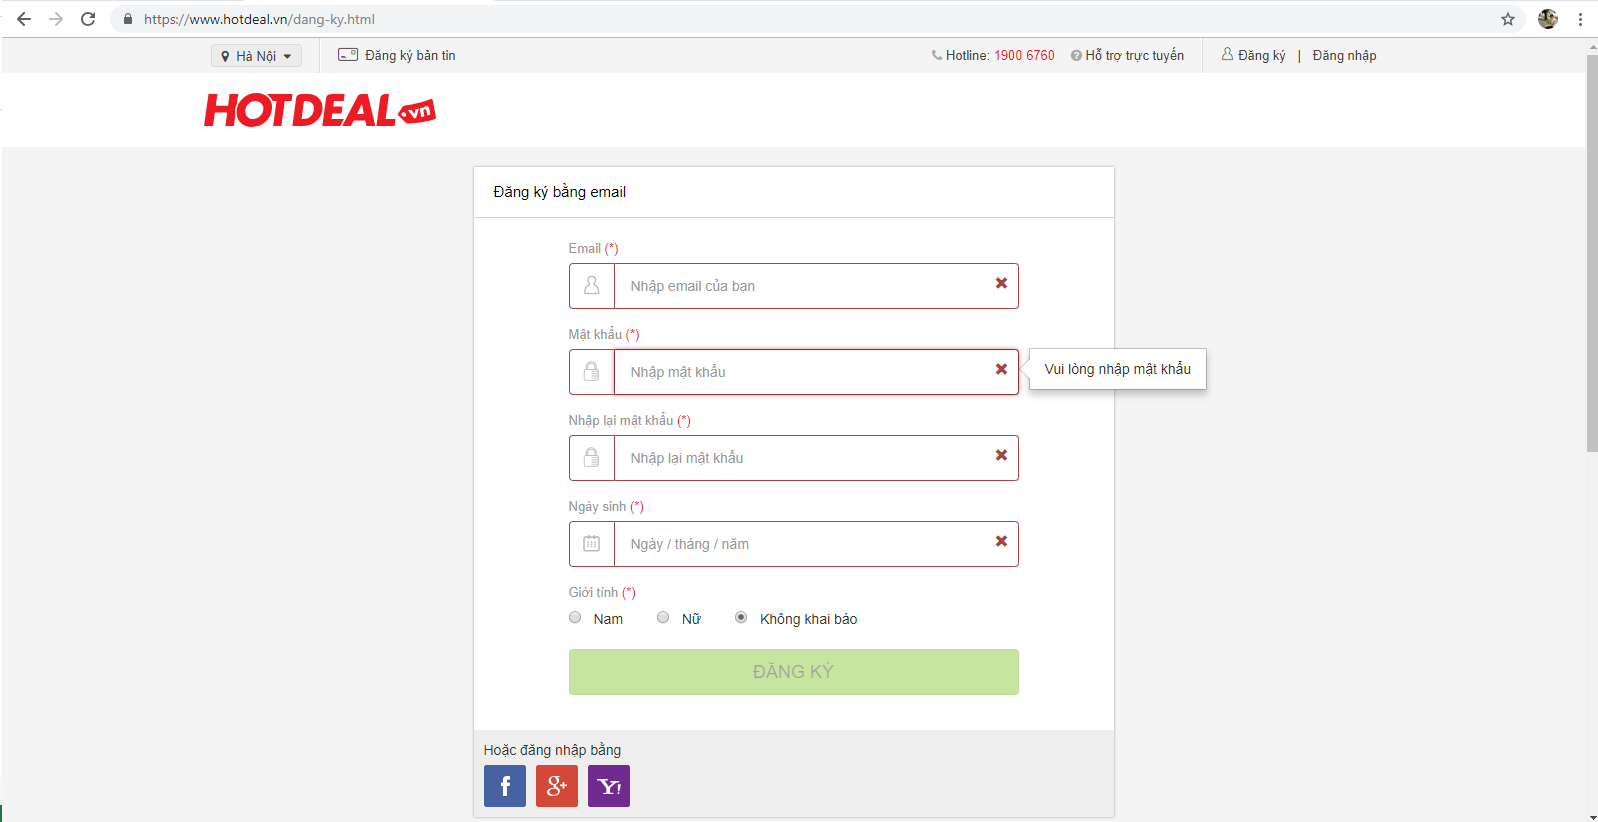 https://www.hotdeal.vn/dang-ky.html
Hà Nội
Đăng ký bản tin
Hotline: 1900 6760
Hỗ trợ trực tuyến
Đăng ký | Đăng nhập
HOTDEAL.vn
Đăng ký bằng email
Email (*)
Nhập email của bạn
Mật khẩu (*)
Nhập mật khẩu
Vui lòng nhập mật khẩu
Nhập lại mật khẩu (*)
Nhập lại mật khẩu
Ngày sinh (*)
Ngày / tháng / năm
Giới tính (*)
Nam
Nữ
Không khai báo
ĐĂNG KÝ
Hoặc đăng nhập bằng
f
g+
Y!